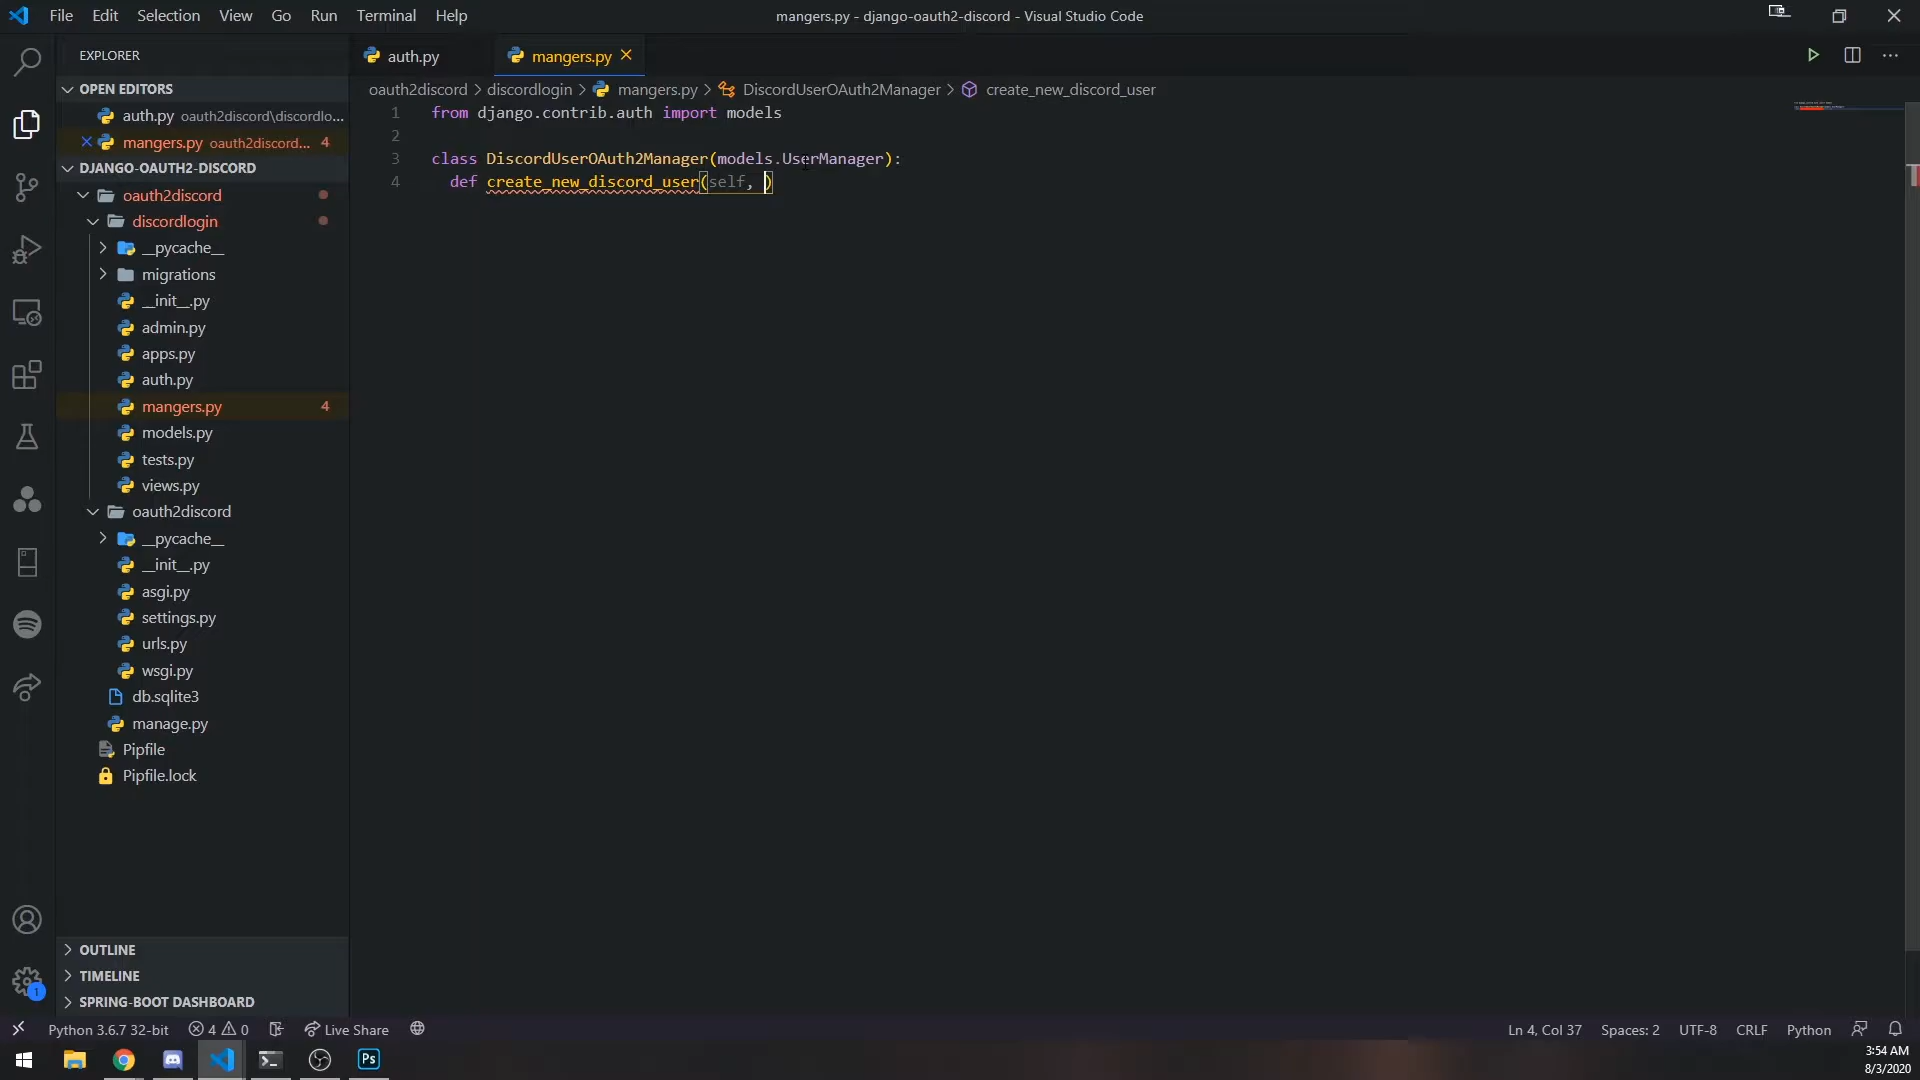 File Edit Selection View Go Run Terminal Help
mangers.py - django-oauth2-discord - Visual Studio Code
EXPLORER
OPEN EDITORS
auth.py oauth2discord\discordlo...
mangers.py oauth2discord... 4
DJANGO-OAUTH2-DISCORD
oauth2discord
discordlogin
__pycache__
migrations
__init__.py
admin.py
apps.py
auth.py
mangers.py 4
models.py
tests.py
views.py
oauth2discord
__pycache__
__init__.py
asgi.py
settings.py
urls.py
wsgi.py
db.sqlite3
manage.py
Pipfile
Pipfile.lock
OUTLINE
TIMELINE
SPRING-BOOT DASHBOARD
1
auth.py
mangers.py
oauth2discord > discordlogin > mangers.py > DiscordUserOAuth2Manager > create_new_discord_user
1 from django.contrib.auth import models
2
3 class DiscordUserOAuth2Manager(models.UserManager):
4 def create_new_discord_user(self, )
Python 3.6.7 32-bit 4 0 Live Share
Ln 4, Col 37 Spaces: 2 UTF-8 CRLF Python
Ps
3:54 AM
8/3/2020